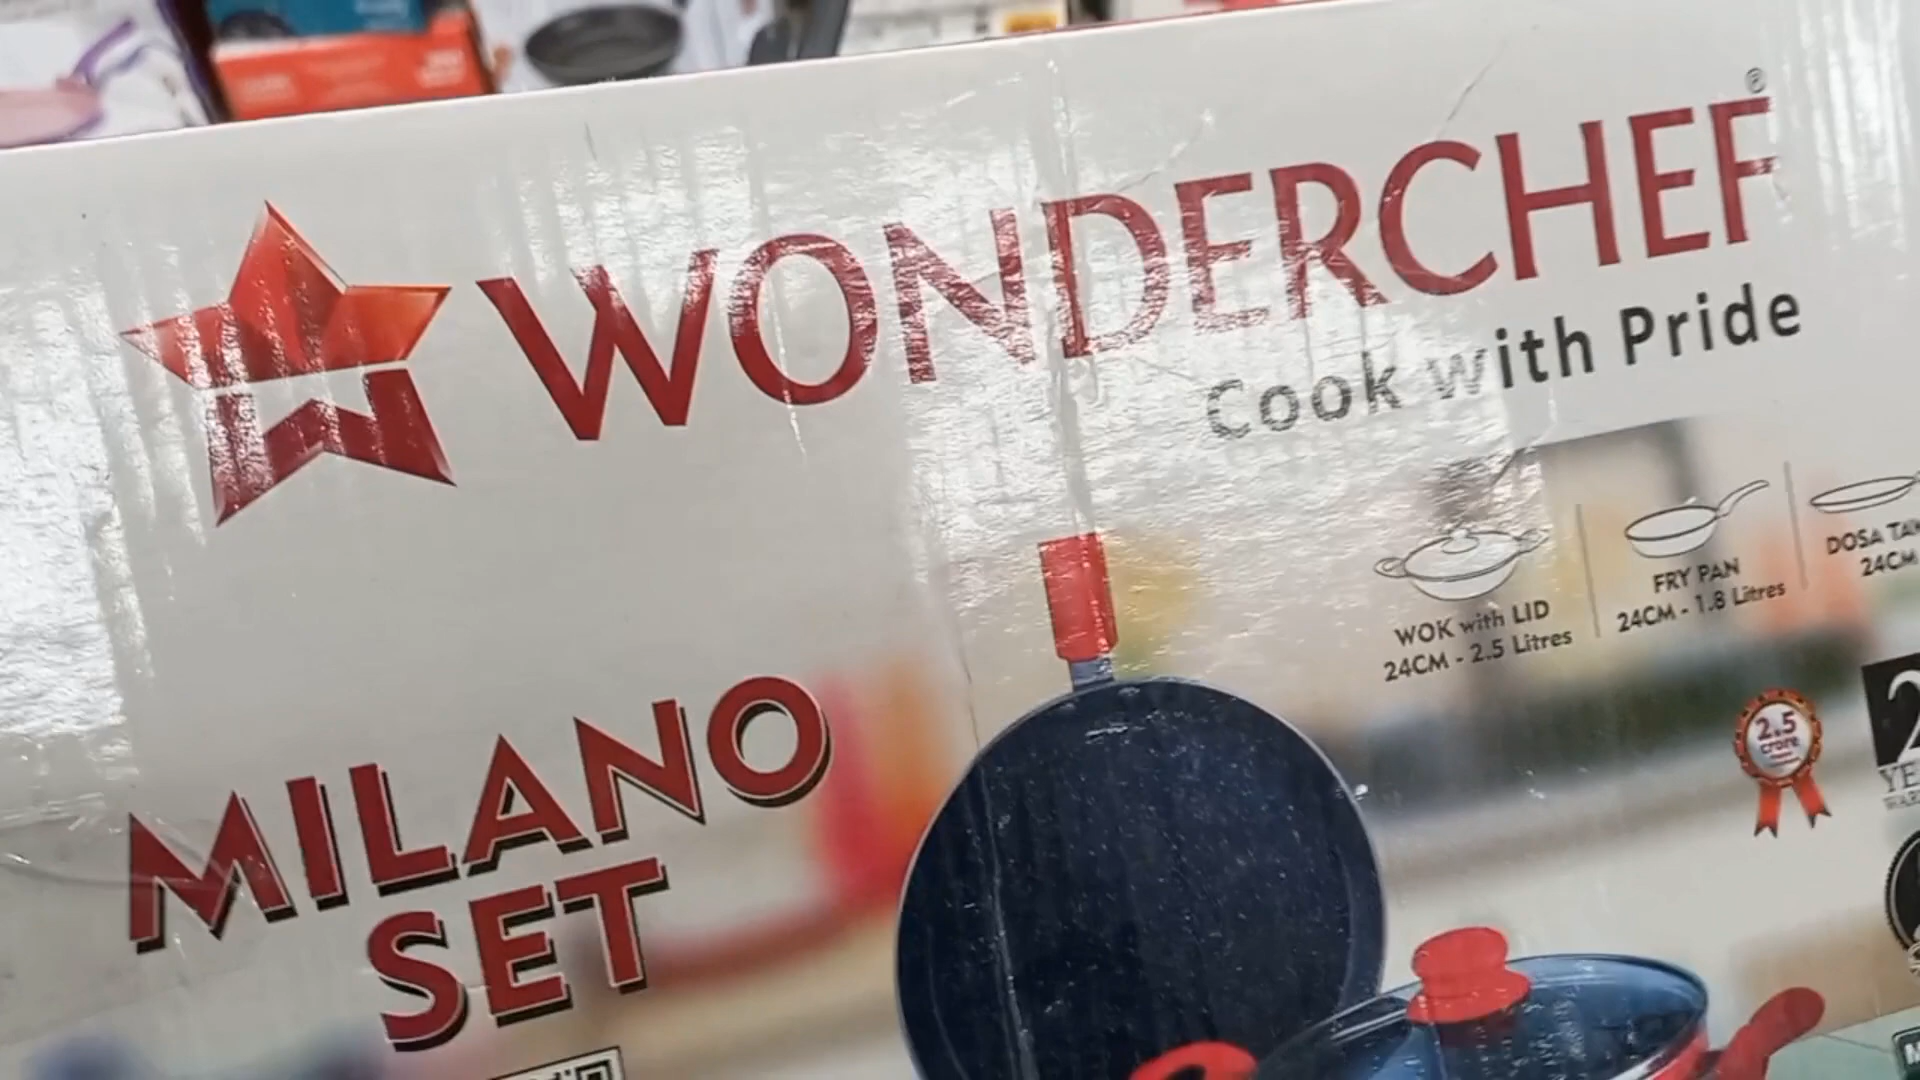 WONDERCHEF®
Cook with Pride
WOK with LID
24CM - 2.5 Litres
FRY PAN
24CM - 1.8 Litres
DOSA
24CM
MILANO
SET
2.5
crore
2